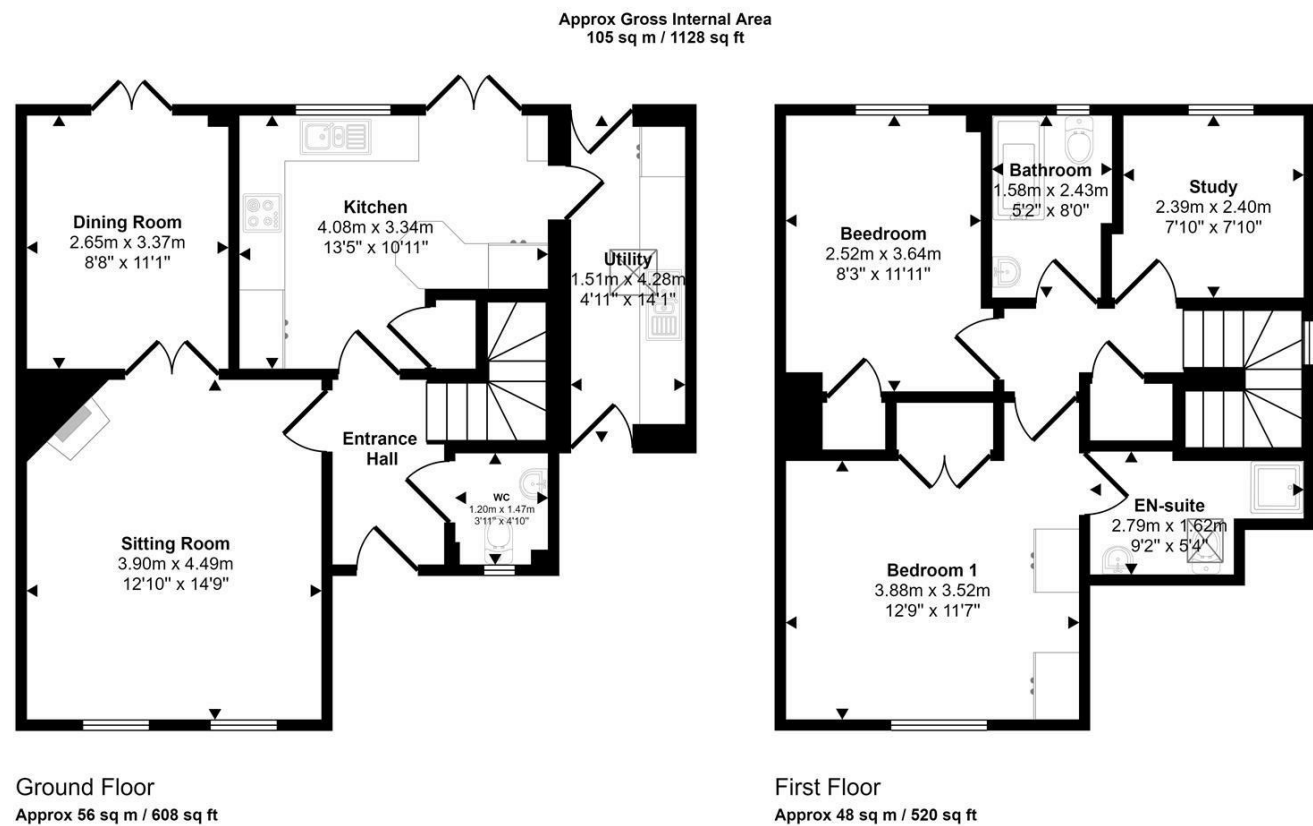 Approx Gross Internal Area
105 sq m / 1128 sq ft
Dining Room
2.65m x 3.37m
8'8" x 11'1"
Kitchen
4.08m x 3.34m
13'5" x 10'11"
Utility
1.51m x 4.28m
4'11" x 14'1"
Entrance
Hall
WC
1.20m x 1.47m
3'11" x 4'10"
Sitting Room
3.90m x 4.49m
12'10" x 14'9"
Ground Floor
Approx 56 sq m / 608 sq ft
Beedroom
2.52m x 3.64m
8'3" x 11'11"
Bathroom
1.58m x 2.43m
5'2" x 8'0"
Study
2.39m x 2.40m
7'10" x 7'10"
EN-suite
2.79m x 1.62m
9'2" x 5'4"
Bedroom 1
3.88m x 3.52m
12'9" x 11'7"
First Floor
Approx 48 sq m / 520 sq ft